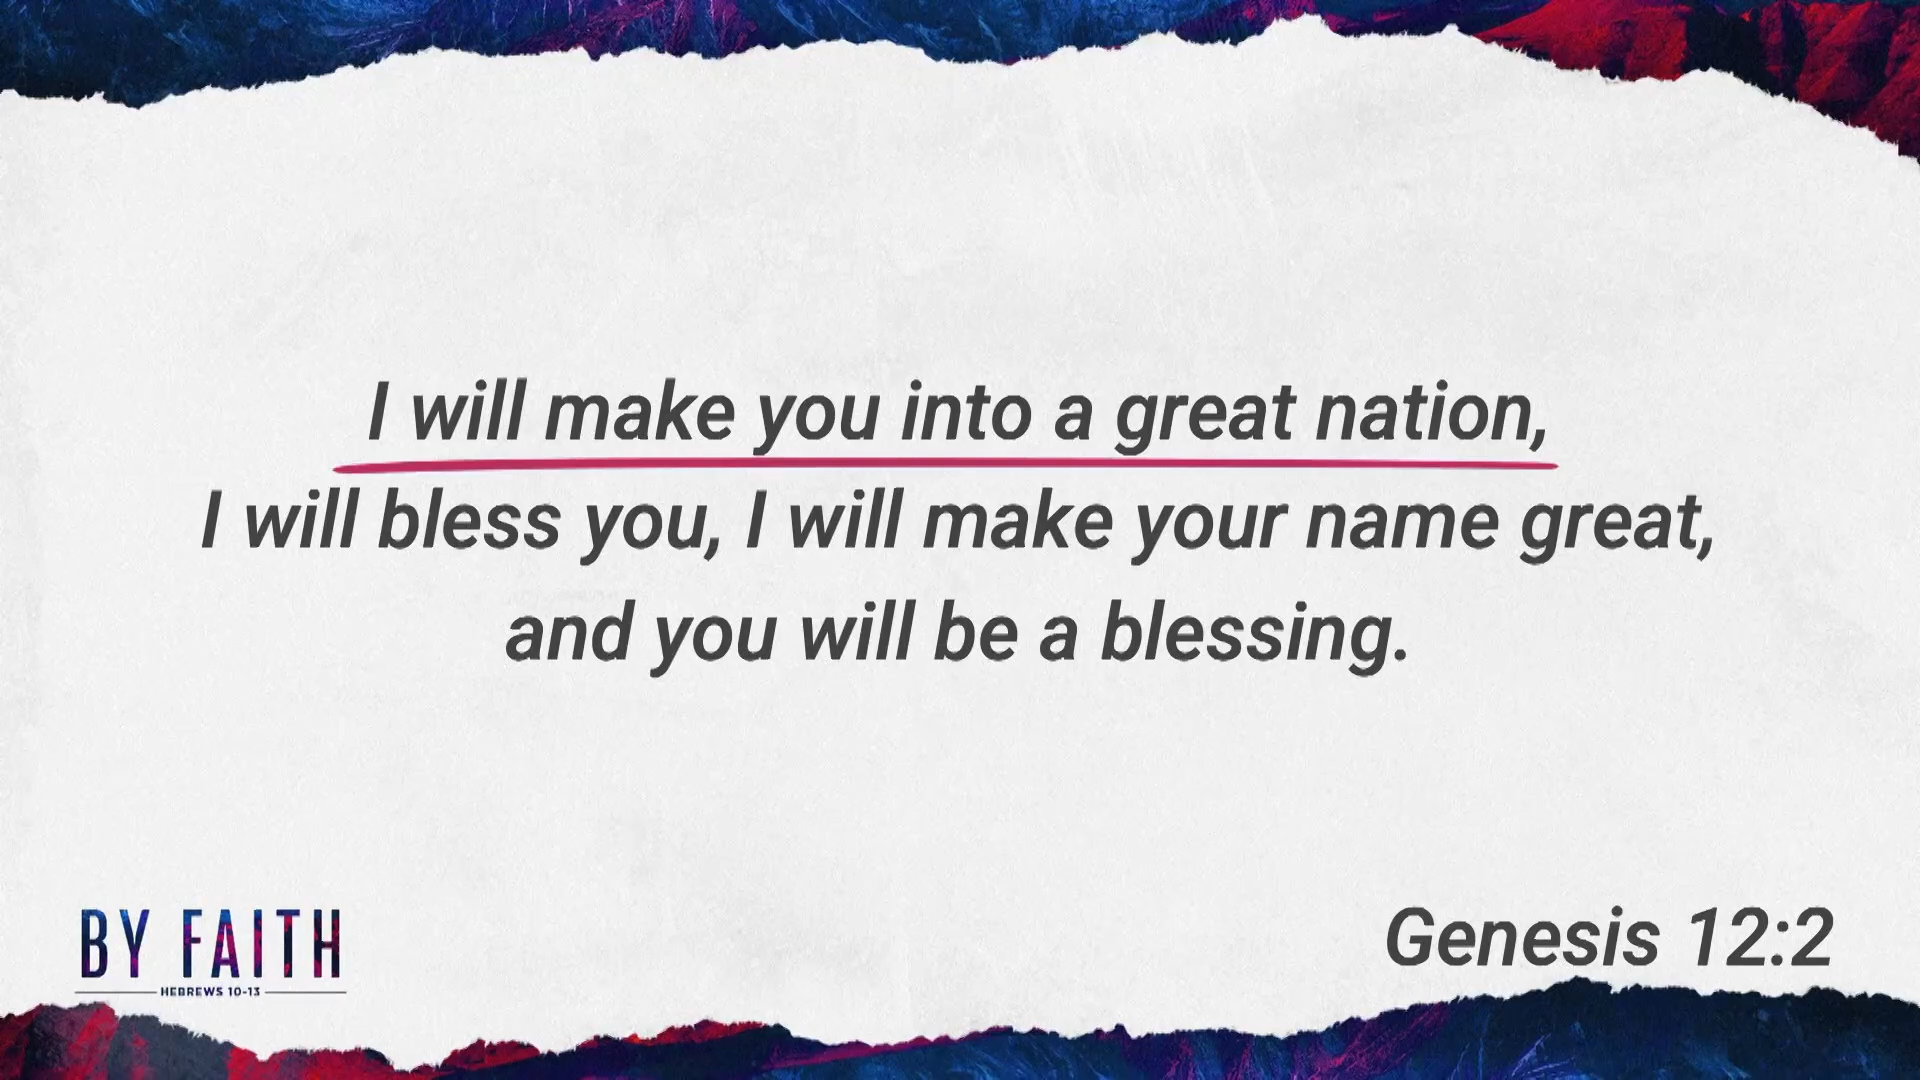 I will make you into a great nation,
I will bless you, I will make your name great,
and you will be a blessing.
Genesis 12:2
BY FAITH
HEBREWS 10-13